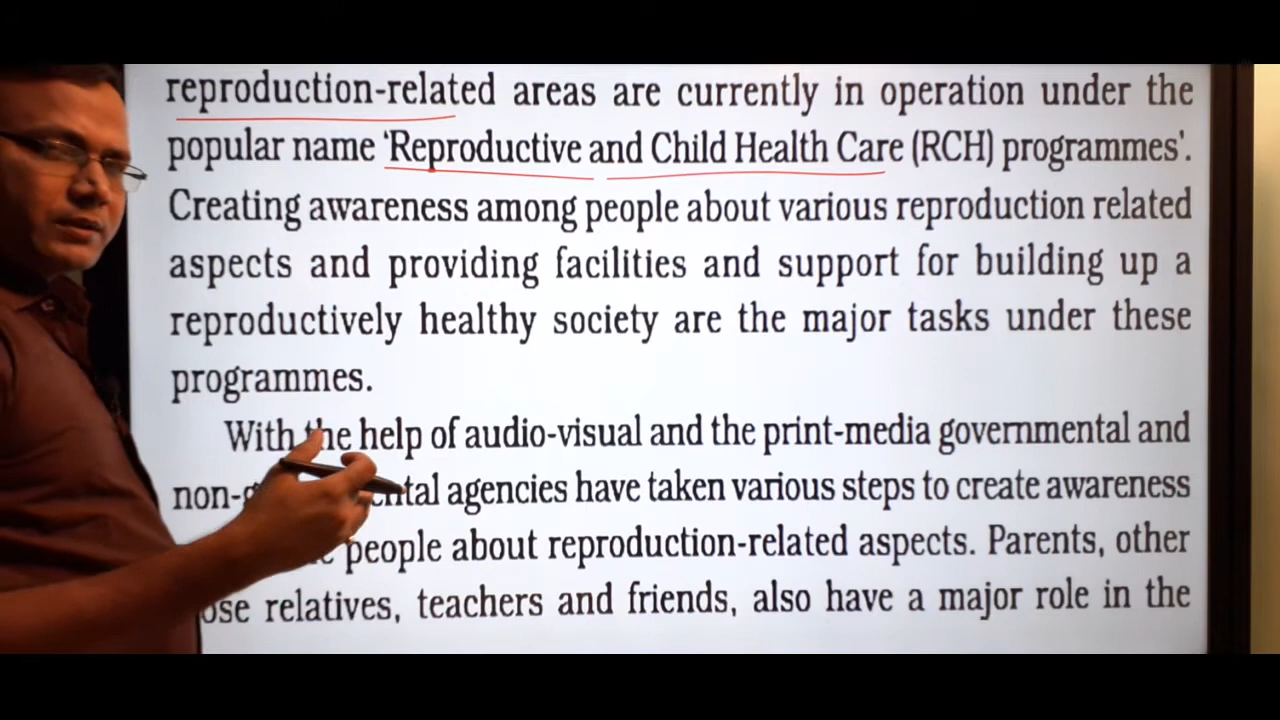 reproduction-related areas are currently in operation under the
popular name 'Reproductive and Child Health Care (RCH) programmes'.
Creating awareness among people about various reproduction related
aspects and providing facilities and support for building up a
reproductively healthy society are the major tasks under these
programmes.
With the help of audio-visual and the print-media governmental and
agencies have taken various steps to create awareness
people about reproduction-related aspects. Parents, other
relatives, teachers and friends, also have a major role in the